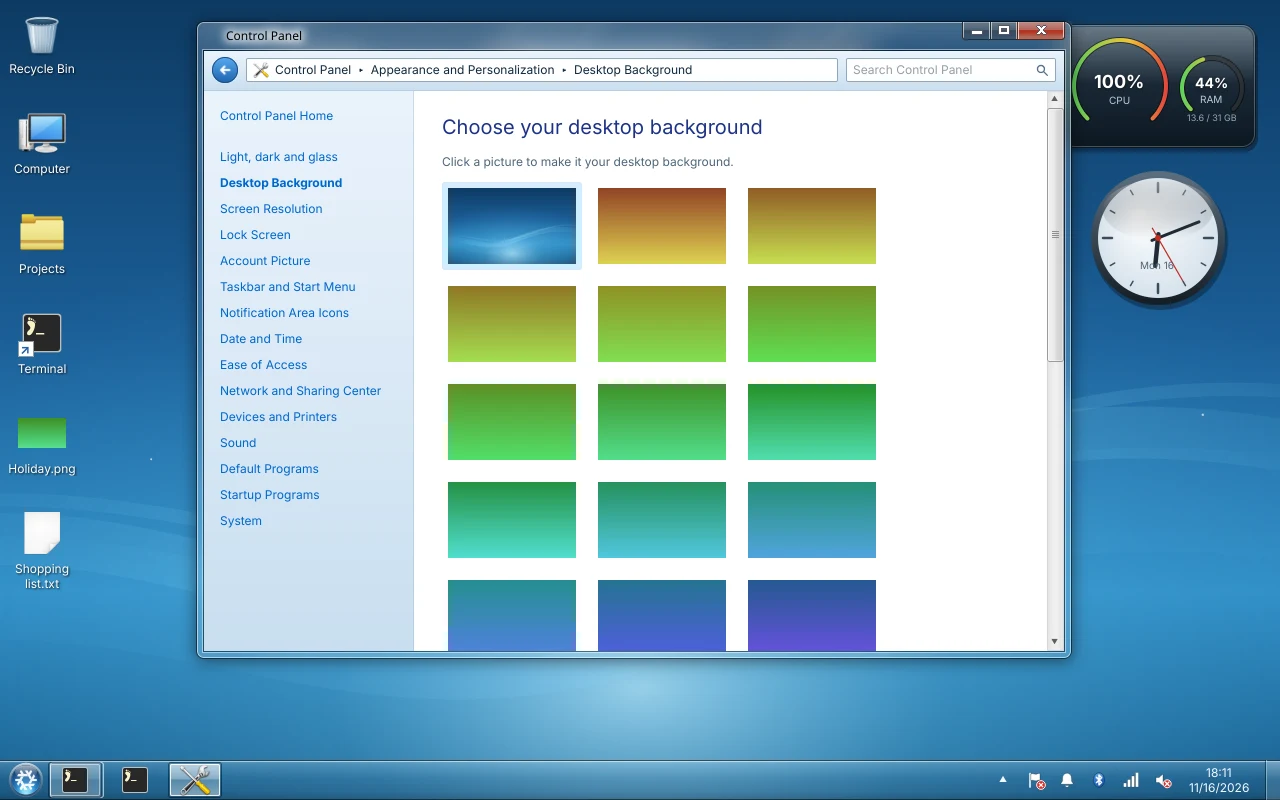 Recycle Bin
Computer
Projects
Terminal
Holiday.png
Shopping
list.txt
Control Panel
Control Panel ▸ Appearance and Personalization ▸ Desktop Background
Search Control Panel
Control Panel Home
Light, dark and glass
Desktop Background
Screen Resolution
Lock Screen
Account Picture
Taskbar and Start Menu
Notification Area Icons
Date and Time
Ease of Access
Network and Sharing Center
Devices and Printers
Sound
Default Programs
Startup Programs
System
Choose your desktop background
Click a picture to make it your desktop background.
100%
CPU
44%
RAM
13.6 / 31 GB
Mon 16
18:11
11/16/2026